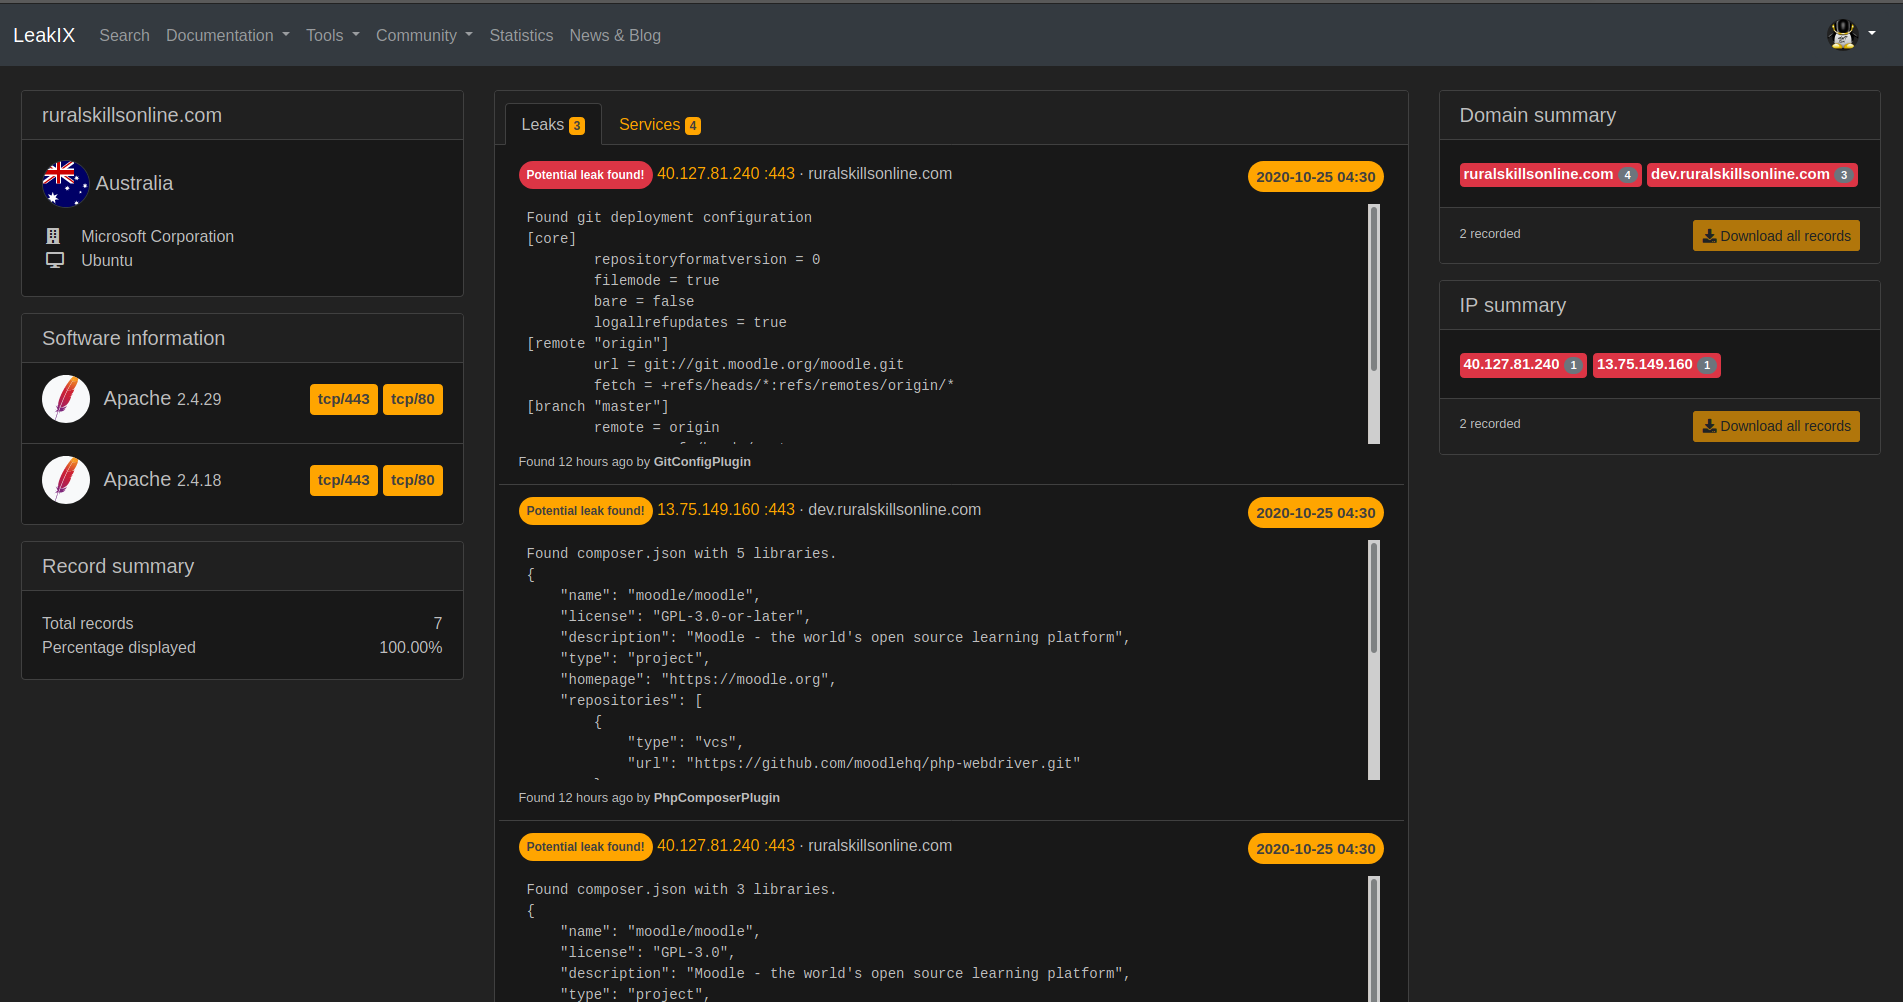 LeakIX Search Documentation Tools Community Statistics News & Blog
ruralskillsonline.com
Australia
Microsoft Corporation
Ubuntu
Software information
Apache 2.4.29 tcp/443 tcp/80
Apache 2.4.18 tcp/443 tcp/80
Record summary
Total records 7
Percentage displayed 100.00%
Leaks 3 Services 4
Potential leak found! 40.127.81.240 :443 · ruralskillsonline.com 2020-10-25 04:30
Found git deployment configuration
[core]
repositoryformatversion = 0
filemode = true
bare = false
logallrefupdates = true
[remote "origin"]
url = git://git.moodle.org/moodle.git
fetch = +refs/heads/*:refs/remotes/origin/*
[branch "master"]
remote = origin
Found 12 hours ago by GitConfigPlugin
Potential leak found! 13.75.149.160 :443 · dev.ruralskillsonline.com 2020-10-25 04:30
Found composer.json with 5 libraries.
{
"name": "moodle/moodle",
"license": "GPL-3.0-or-later",
"description": "Moodle - the world's open source learning platform",
"type": "project",
"homepage": "https://moodle.org",
"repositories": [
{
"type": "vcs",
"url": "https://github.com/moodlehq/php-webdriver.git"
Found 12 hours ago by PhpComposerPlugin
Potential leak found! 40.127.81.240 :443 · ruralskillsonline.com 2020-10-25 04:30
Found composer.json with 3 libraries.
{
"name": "moodle/moodle",
"license": "GPL-3.0",
"description": "Moodle - the world's open source learning platform",
"type": "project",
Domain summary
ruralskillsonline.com 4 dev.ruralskillsonline.com 3
2 recorded Download all records
IP summary
40.127.81.240 1 13.75.149.160 1
2 recorded Download all records